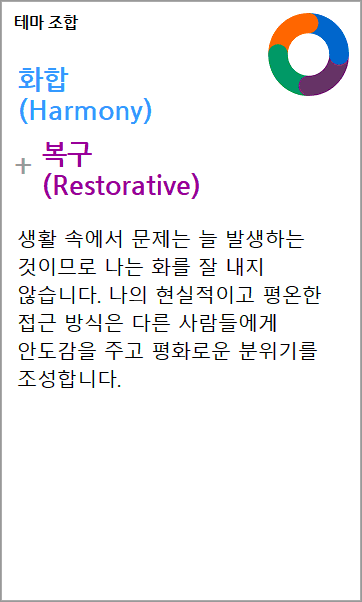 테마 조합
화합
(Harmony)
+ 복구
(Restorative)
생활 속에서 문제는 늘 발생하는
것이므로 나는 화를 잘 내지
않습니다. 나의 현실적이고 평온한
접근 방식은 다른 사람들에게
안도감을 주고 평화로운 분위기를
조성합니다.